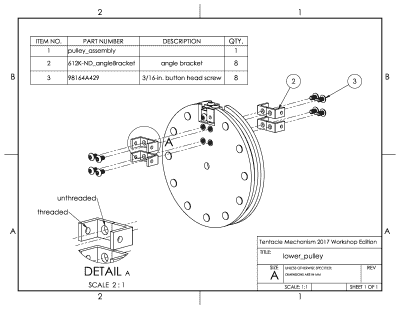 2 1
ITEM NO. PART NUMBER DESCRIPTION QTY.
1 pulley_assembly 1
2 612K-ND_angleBracket angle bracket 8
3 98164A429 3/16-in. button head screw 8
B B
2 3
A
unthreaded
threaded
A A
DETAIL A
SCALE 2 : 1
Tentacle Mechanism 2017 Workshop Edition
TITLE:
lower_pulley
SIZE
A
UNLESS OTHERWISE SPECIFIED:
DIMENSIONS ARE IN MM
REV
SCALE: 1:1 SHEET 1 OF 1
2 1